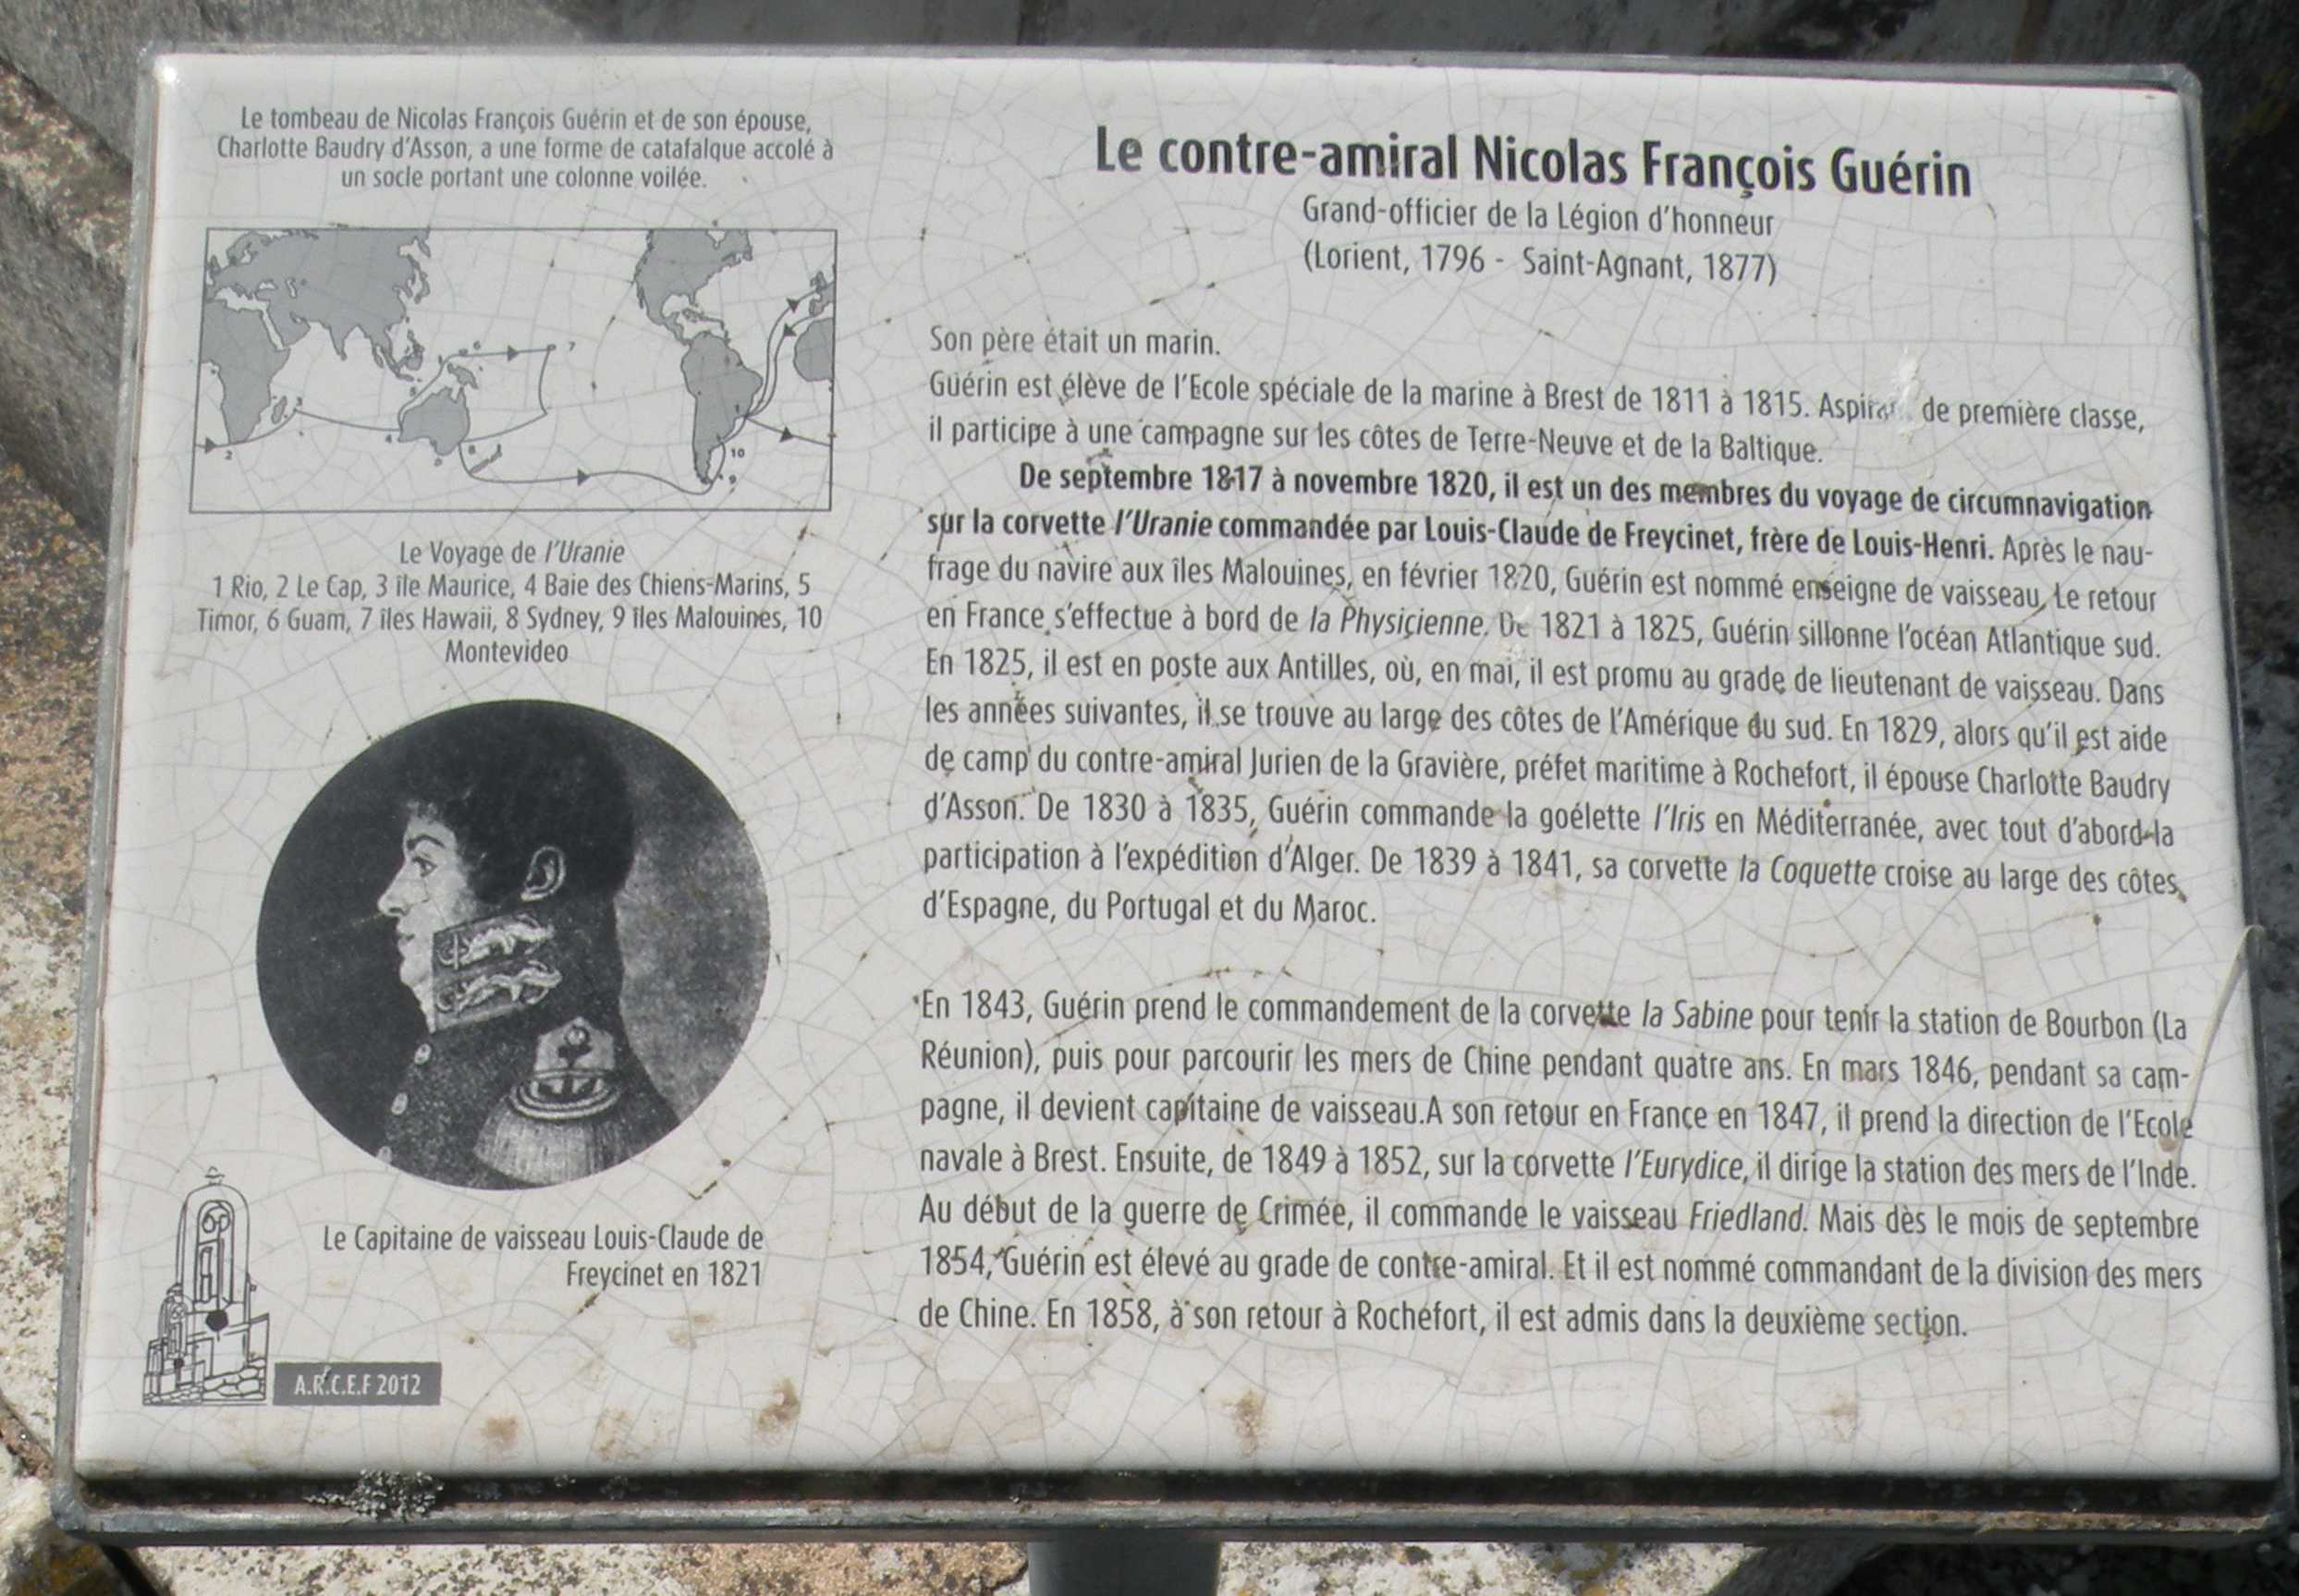 Le tombeau de Nicolas François Guérin et de son épouse,
Charlotte Baudry d'Asson, a une forme de catafalque accolé à
un socle portant une colonne voilée.
2
3
4
7
10
9
Le Voyage de l'Uranie
1 Rio, 2 Le Cap, 3 île Maurice, 4 Baie des Chiens-Marins, 5
Timor, 6 Guam, 7 îles Hawaii, 8 Sydney, 9 îles Malouines, 10
Montevideo
Le Capitaine de vaisseau Louis-Claude de
Freycinet en 1821
A.R.C.E.F 2012
Le contre-amiral Nicolas François Guérin
Grand-officier de la Légion d'honneur
(Lorient, 1796 - Saint-Agnant, 1877)
Son père était un marin.
Guérin est élève de l'Ecole spéciale de la marine à Brest de 1811 à 1815. de première classe,
il participe à une campagne sur les côtes de Terre-Neuve et de la Baltique.
De septembre 1817 à novembre 1820, il est un des membres du voyage de circumnavigation
sur la corvette l'Uranie commandée par Louis-Claude de Freycinet, frère de Louis-Henri. Après le nau-
frage du navire aux îles Malouines, en février 1820, Guérin est nommé enseigne de vaisseau. Le retour
en France s'effectue à bord de la Physicienne. De 1821 à 1825, Guérin sillonne l'océan Atlantique sud.
En 1825, il est en poste aux Antilles, où, en mai, il est promu au grade de lieutenant de vaisseau. Dans
les années suivantes, il se trouve au large des côtes de l'Amérique du sud. En 1829, alors qu'il est aide
de camp du contre-amiral Jurien de la Gravière, préfet maritime à Rochefort, il épouse Charlotte Baudry
d'Asson. De 1830 à 1835, Guérin commande la goélette l'Iris en Méditerranée, avec tout d'abord la
participation à l'expédition d'Alger. De 1839 à 1841, sa corvette la Coquette croise au large des côtes
d'Espagne, du Portugal et du Maroc.
En 1843, Guérin prend le commandement de la corvette la Sabine pour tenir la station de Bourbon (La
Réunion), puis pour parcourir les mers de Chine pendant quatre ans. En mars 1846, pendant sa cam-
pagne, il devient capitaine de vaisseau.A son retour en France en 1847, il prend la direction de l'Ecole
navale à Brest. Ensuite, de 1849 à 1852, sur la corvette l'Eurydice, il dirige la station des mers de l'Inde.
Au début de la guerre de Crimée, il commande le vaisseau Friedland. Mais dès le mois de septembre
1854, Guérin est élevé au grade de contre-amiral. Et il est nommé commandant de la division des mers
de Chine. En 1858, à son retour à Rochefort, il est admis dans la deuxième section.